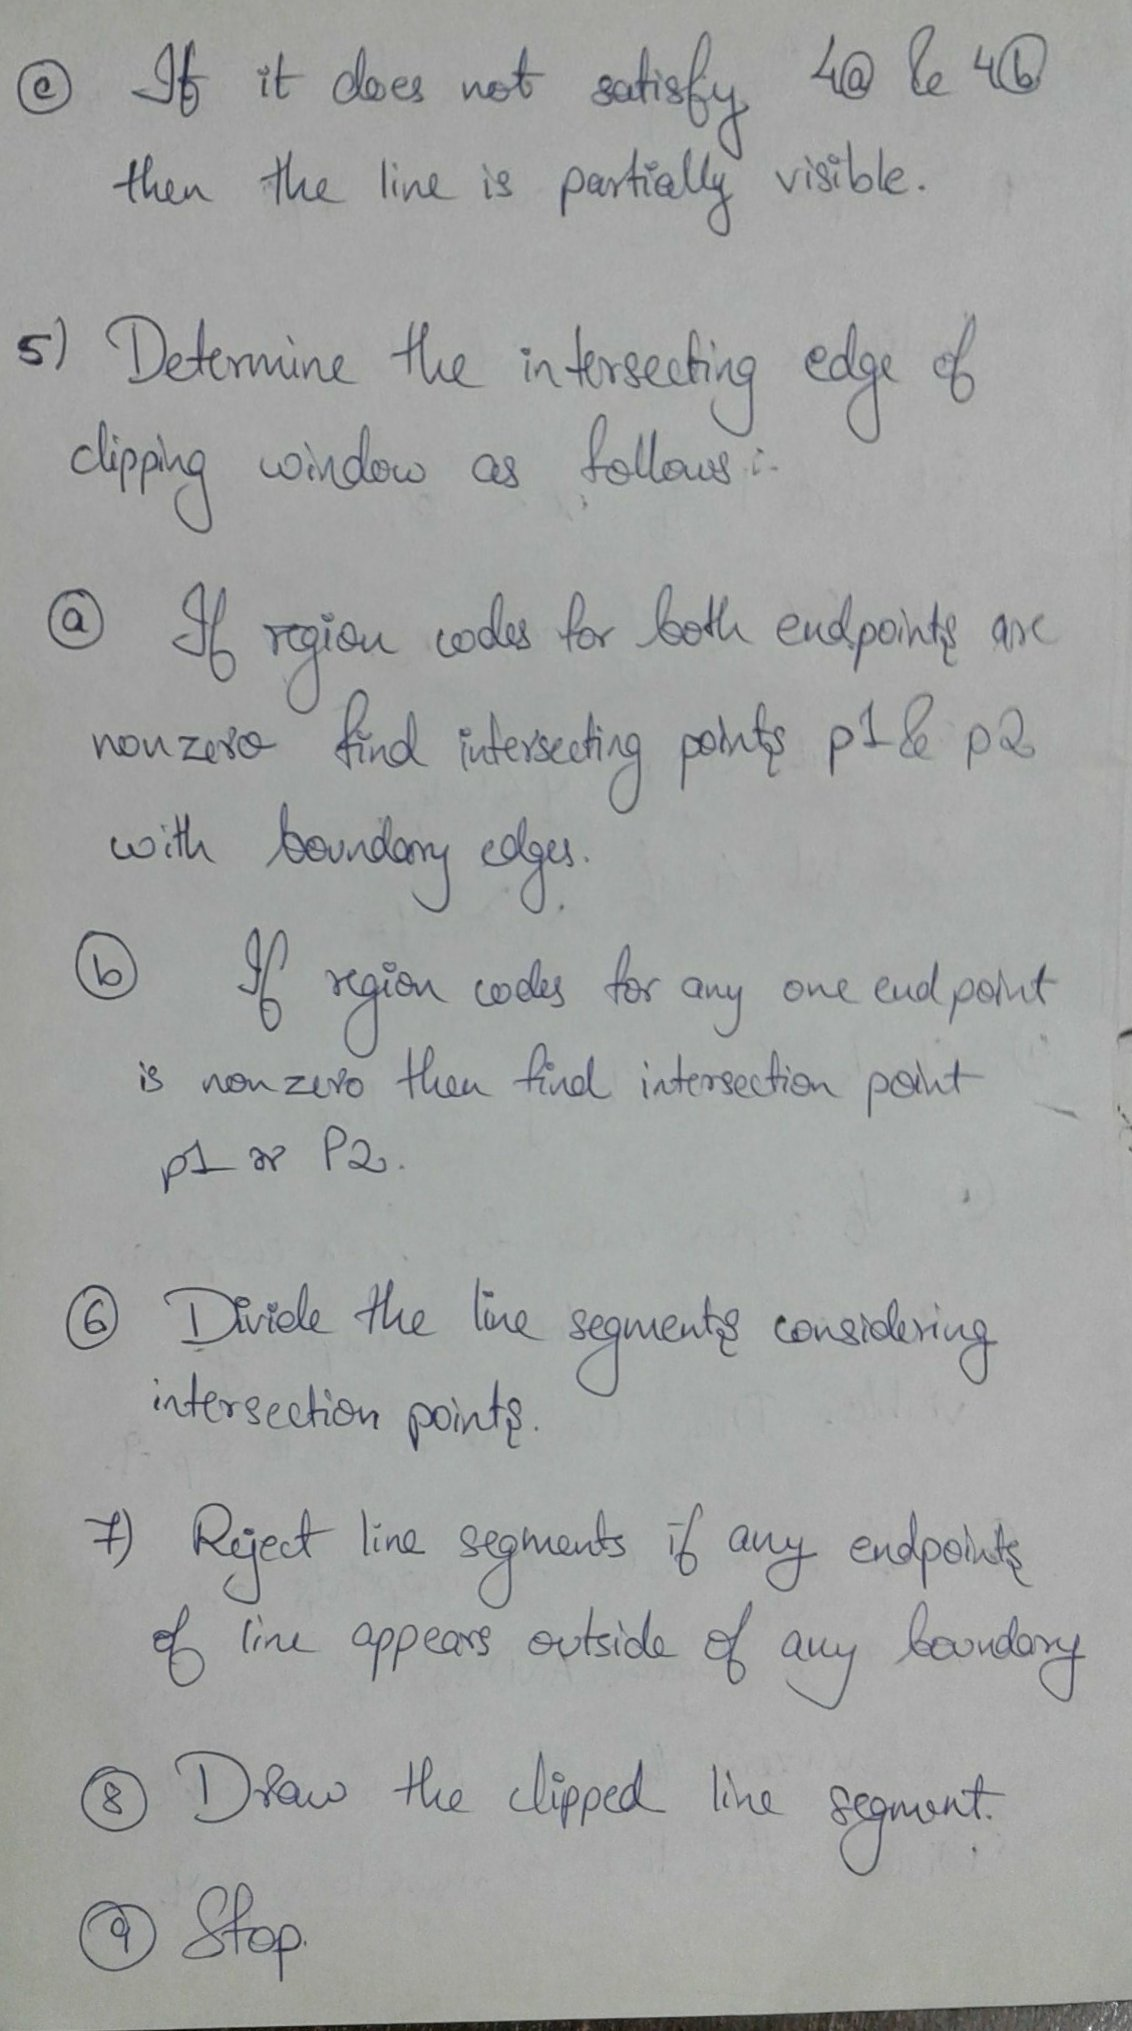 ⓒ If it does not satisfy 4ⓐ & 4ⓑ
then the line is partially visible.
5) Determine the intersecting edge of
clipping window as follows :-
ⓐ If region codes for both endpoints are
nonzero find intersecting points p1 & p2
with boundary edges.
ⓑ If region codes for any one end point
is nonzero then find intersection point
p1 or P2.
⑥ Divide the line segments considering
intersection points.
7) Reject line segments if any endpoints
of line appears outside of any boundary
⑧ Draw the clipped line segment.
⑨ Stop.